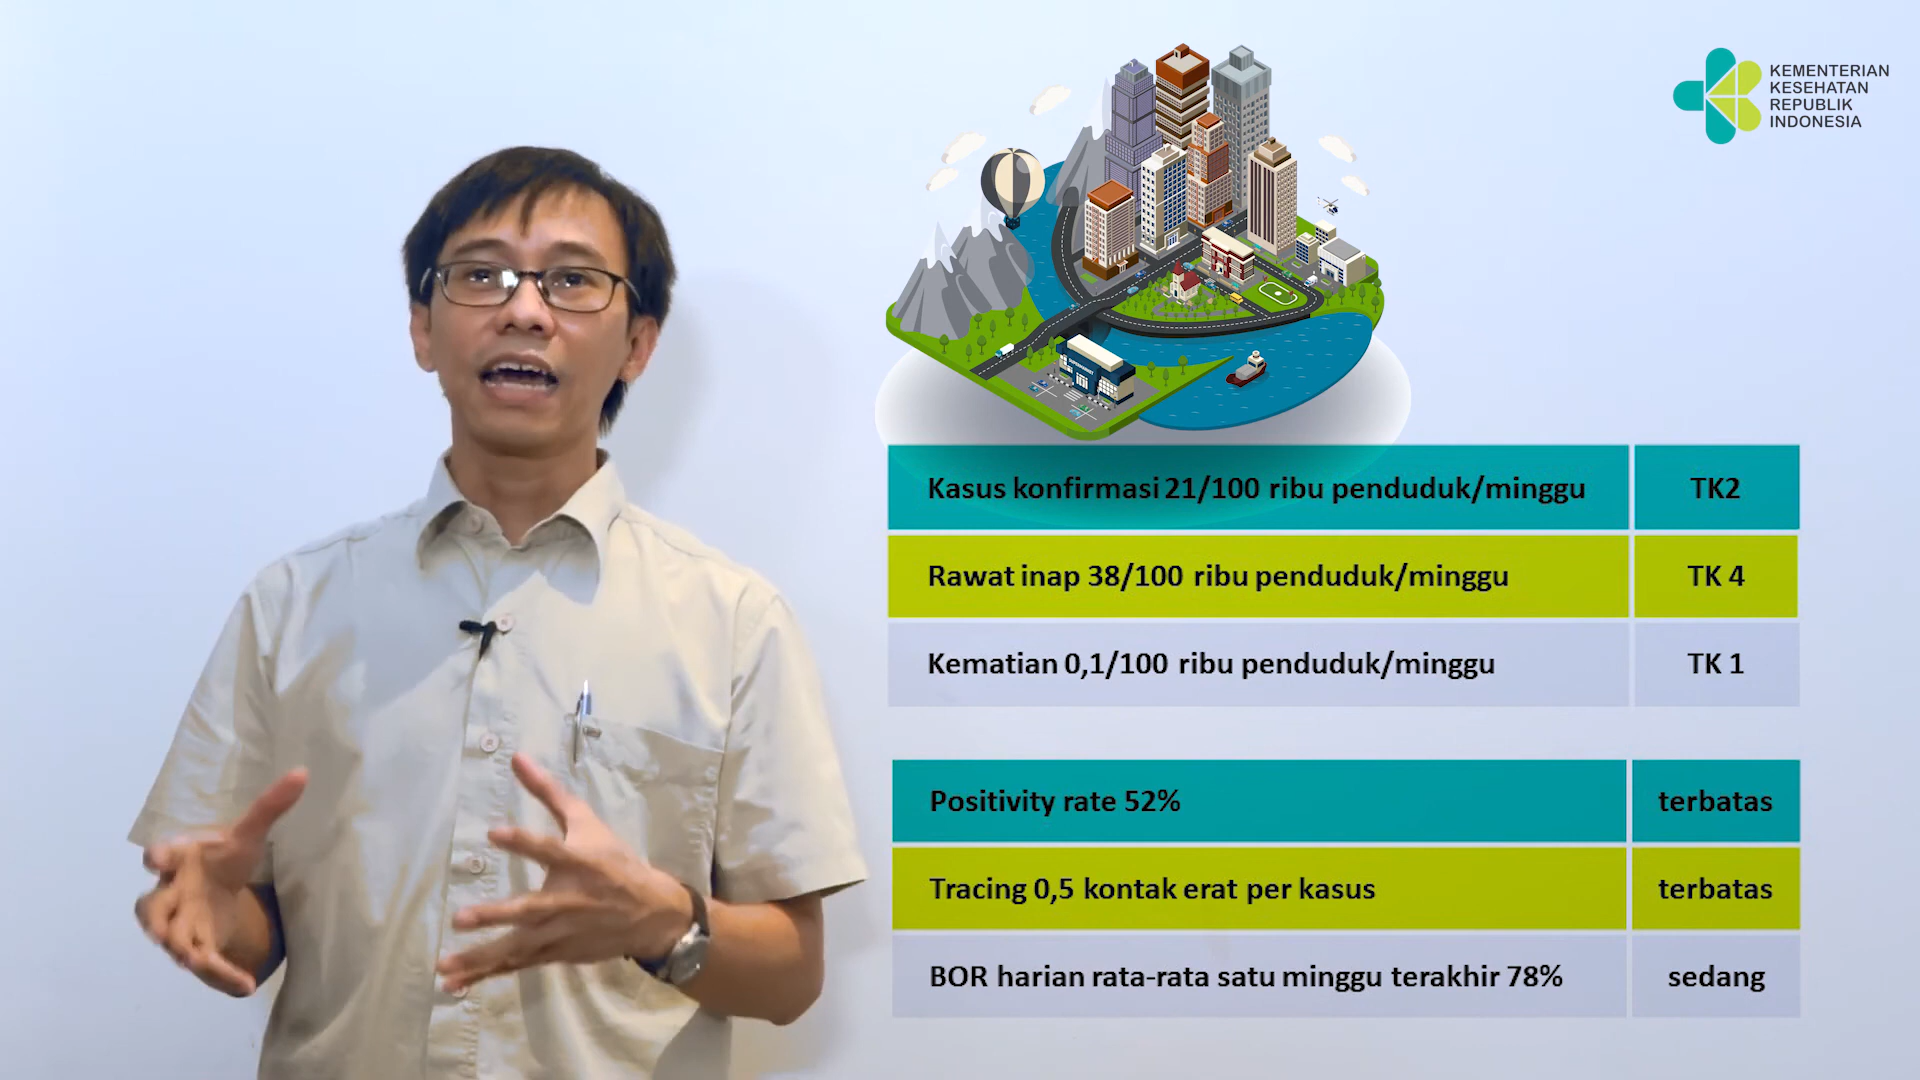 KEMENTERIAN
KESEHATAN
REPUBLIK
INDONESIA
SUPERMARKET
Kasus konfirmasi 21/100 ribu penduduk/minggu TK2
Rawat inap 38/100 ribu penduduk/minggu TK 4
Kematian 0,1/100 ribu penduduk/minggu TK 1
Positivity rate 52% terbatas
Tracing 0,5 kontak erat per kasus terbatas
BOR harian rata-rata satu minggu terakhir 78% sedang